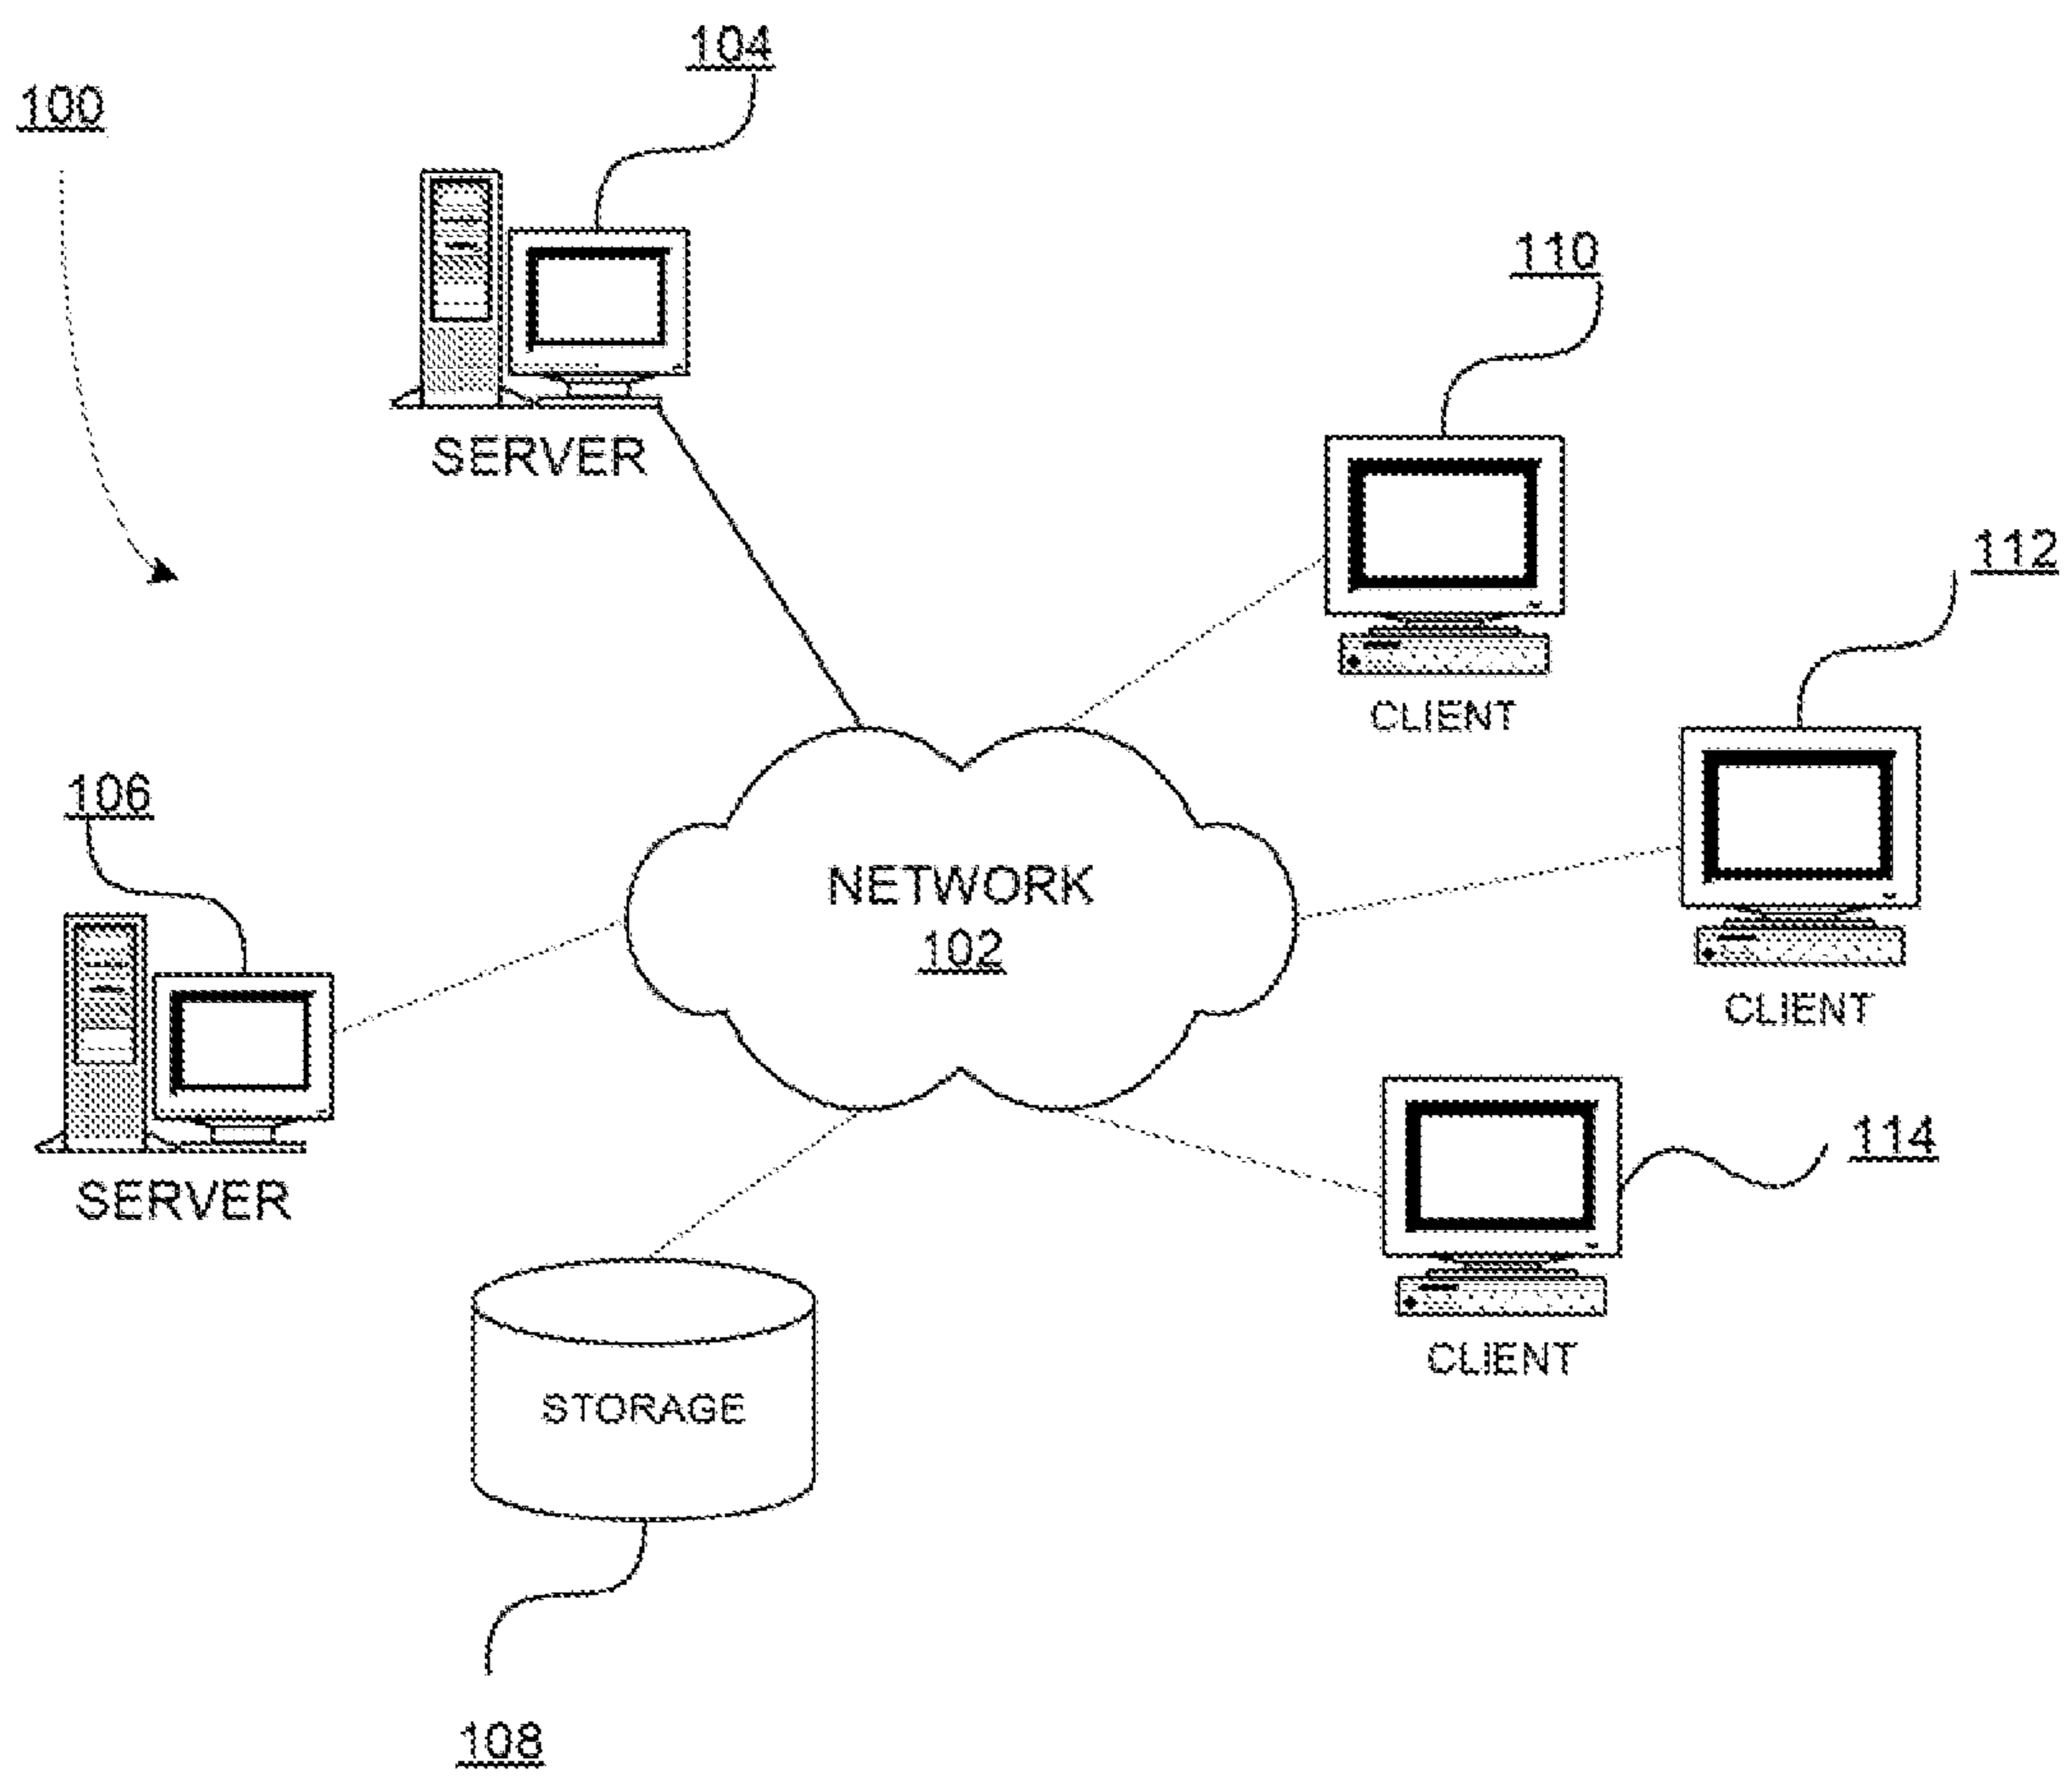 104
100
SERVER
110
CLIENT
112
CLIENT
106
SERVER
NETWORK
102
114
CLIENT
STORAGE
108